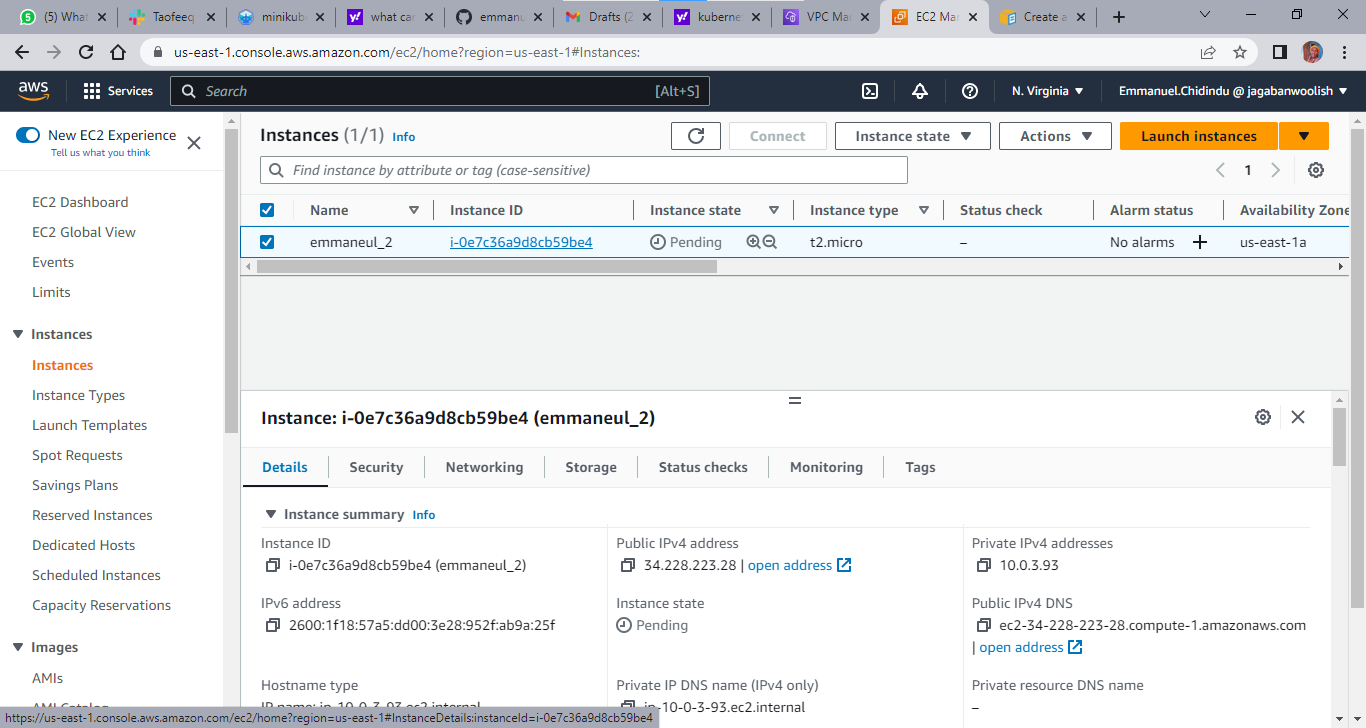 (5) What
Taofeeq
minikub
what car
emmanu
Drafts (2
kuberne
VPC Ma
EC2 Mar
Create a
us-east-1.console.aws.amazon.com/ec2/home?region=us-east-1#Instances:
aws
Services
Search
[Alt+S]
N. Virginia
Emmanuel.Chidindu @ jagabanwoolish
New EC2 Experience
Tell us what you think
EC2 Dashboard
EC2 Global View
Events
Limits
Instances
Instances
Instance Types
Launch Templates
Spot Requests
Savings Plans
Reserved Instances
Dedicated Hosts
Scheduled Instances
Capacity Reservations
Images
AMIs
AMI Catalog
Instances (1/1) Info
Connect
Instance state
Actions
Launch instances
Find instance by attribute or tag (case-sensitive)
1
Name Instance ID Instance state Instance type Status check Alarm status Availability Zone
emmaneul_2 i-0e7c36a9d8cb59be4 Pending t2.micro – No alarms us-east-1a
Instance: i-0e7c36a9d8cb59be4 (emmaneul_2)
Details Security Networking Storage Status checks Monitoring Tags
Instance summary Info
Instance ID
i-0e7c36a9d8cb59be4 (emmaneul_2)
Public IPv4 address
34.228.223.28 | open address
Private IPv4 addresses
10.0.3.93
IPv6 address
2600:1f18:57a5:dd00:3e28:952f:ab9a:25f
Instance state
Pending
Public IPv4 DNS
ec2-34-228-223-28.compute-1.amazonaws.com
| open address
Hostname type
IP name: ip-10-0-3-93.ec2.internal
Private IP DNS name (IPv4 only)
ip-10-0-3-93.ec2.internal
Private resource DNS name
–
https://us-east-1.console.aws.amazon.com/ec2/home?region=us-east-1#InstanceDetails:instanceId=i-0e7c36a9d8cb59be4